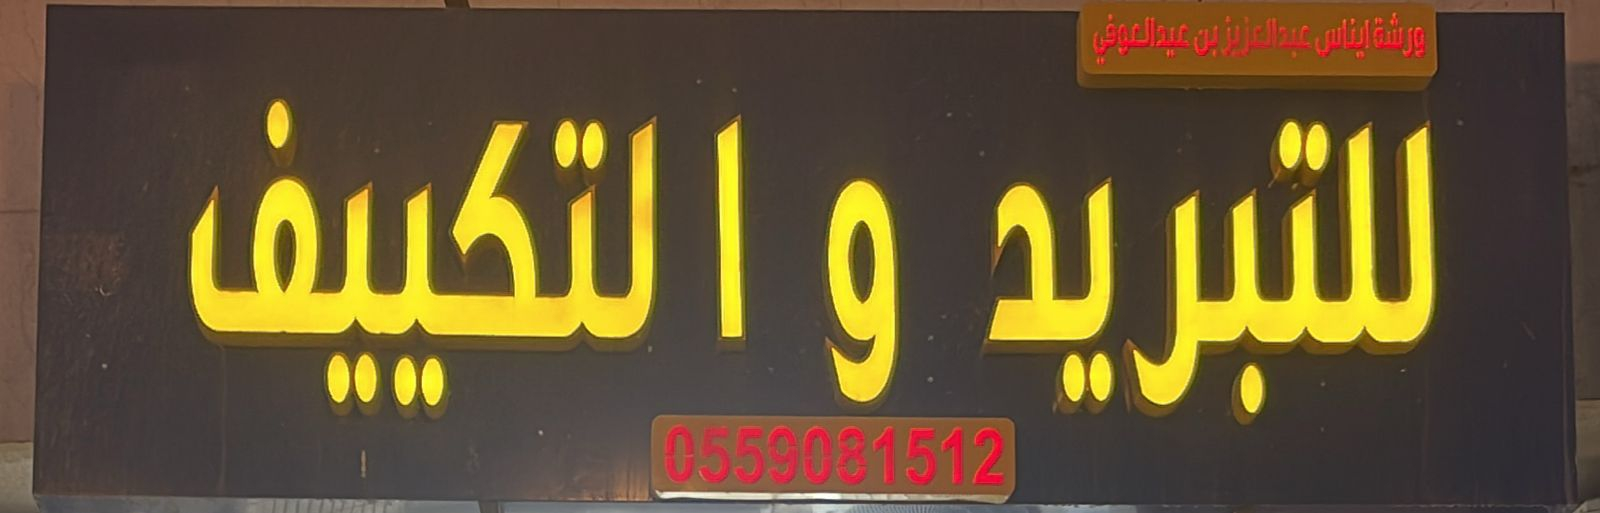 ورشة ايناس عبدالعزيز بن عيدالعوفي
للتبريد و التكييف
0559081512